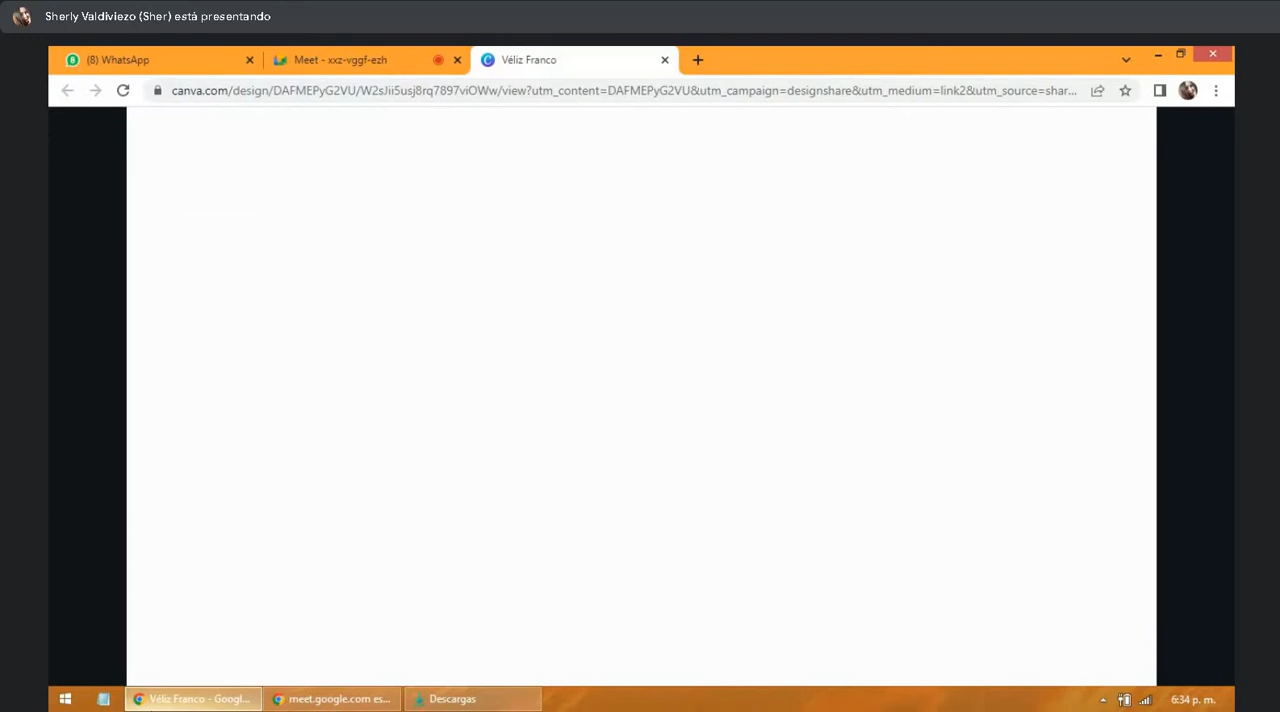 Sherly Valdiviezo (Sher) está presentando
(8) WhatsApp
Meet - xxz-vggf-ezh
Véliz Franco
canva.com/design/DAFMEPyG2VU/W2sJii5usj8rq7897viOWw/view?utm_content=DAFMEPyG2VU&utm_campaign=designshare&utm_medium=link2&utm_source=shar...
Véliz Franco - Googl...
meet.google.com es...
Descargas
6:34 p. m.